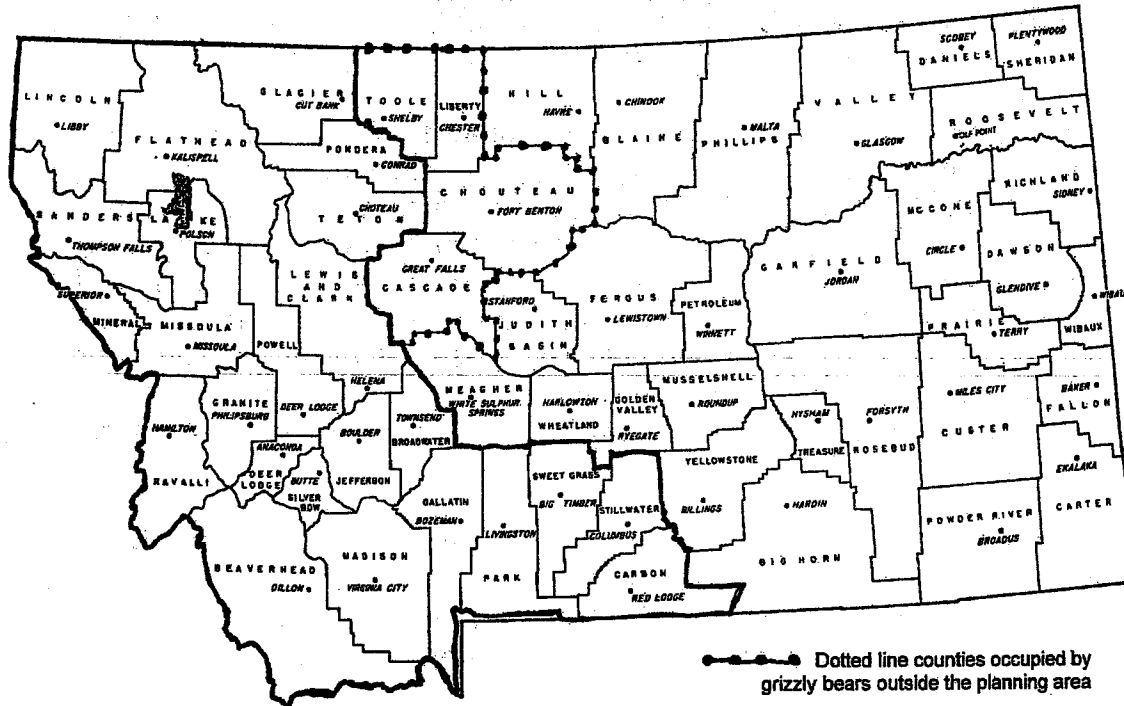 SCOBEY
DANIELS
PLENTYWOOD
SHERIDAN
LINCOLN
LIBBY
FLATHEAD
KALISPELL
GLACIER
CUT BANK
TOOLE
SHELBY
LIBERTY
CHESTER
HILL
HAVRE
CHINOOK
BLAINE
PHILLIPS
MALTA
VALLEY
GLASGOW
ROOSEVELT
WOLF POINT
PONDERA
CONRAD
CHOUTEAU
FORT BENTON
TETON
CHOTEAU
SANDERS
THOMPSON FALLS
LAKE
POLSON
RICHLAND
SIDNEY
MCCONE
CIRCLE
DAWSON
GLENDIVE
WIBAUX
GARFIELD
JORDAN
PRAIRIE
TERRY
WIBAUX
SUPERIOR
MINERAL
MISSOULA
MISSOULA
POWELL
LEWIS
AND
CLARK
GREAT FALLS
CASCADE
STANFORD
JUDITH
BASIN
FERGUS
LEWISTOWN
PETROLEUM
WINNETT
HELENA
GRANITE
PHILIPSBURG
DEER LODGE
HAMILTON
RAVALLI
ANACONDA
DEER
LODGE
BUTTE
SILVER
BOW
BOULDER
JEFFERSON
TOWNSEND
BROADWATER
MEAGHER
WHITE SULPHUR
SPRINGS
HARLOWTON
WHEATLAND
GOLDEN
VALLEY
RYEGATE
MUSSELSHELL
ROUNDUP
HYSHAM
TREASURE
FORSYTH
ROSEBUD
MILES CITY
CUSTER
BAKER
FALLON
EKALAKA
CARTER
SWEET GRASS
BIG TIMBER
STILLWATER
COLUMBUS
YELLOWSTONE
BILLINGS
HARDIN
BIG HORN
POWDER RIVER
BROADUS
GALLATIN
BOZEMAN
LIVINGSTON
PARK
CARBON
RED LODGE
MADISON
VIRGINIA CITY
BEAVERHEAD
DILLON
Dotted line counties occupied by
grizzly bears outside the planning area